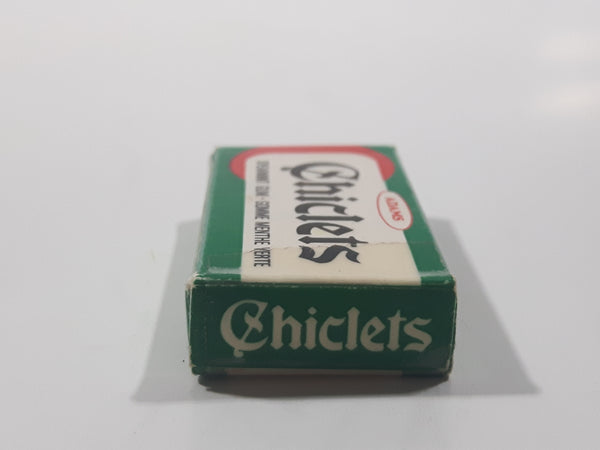 Chiclets
ADAMS
SPEARMINT GUM · GOMME MENTHE VERTE
Chiclets